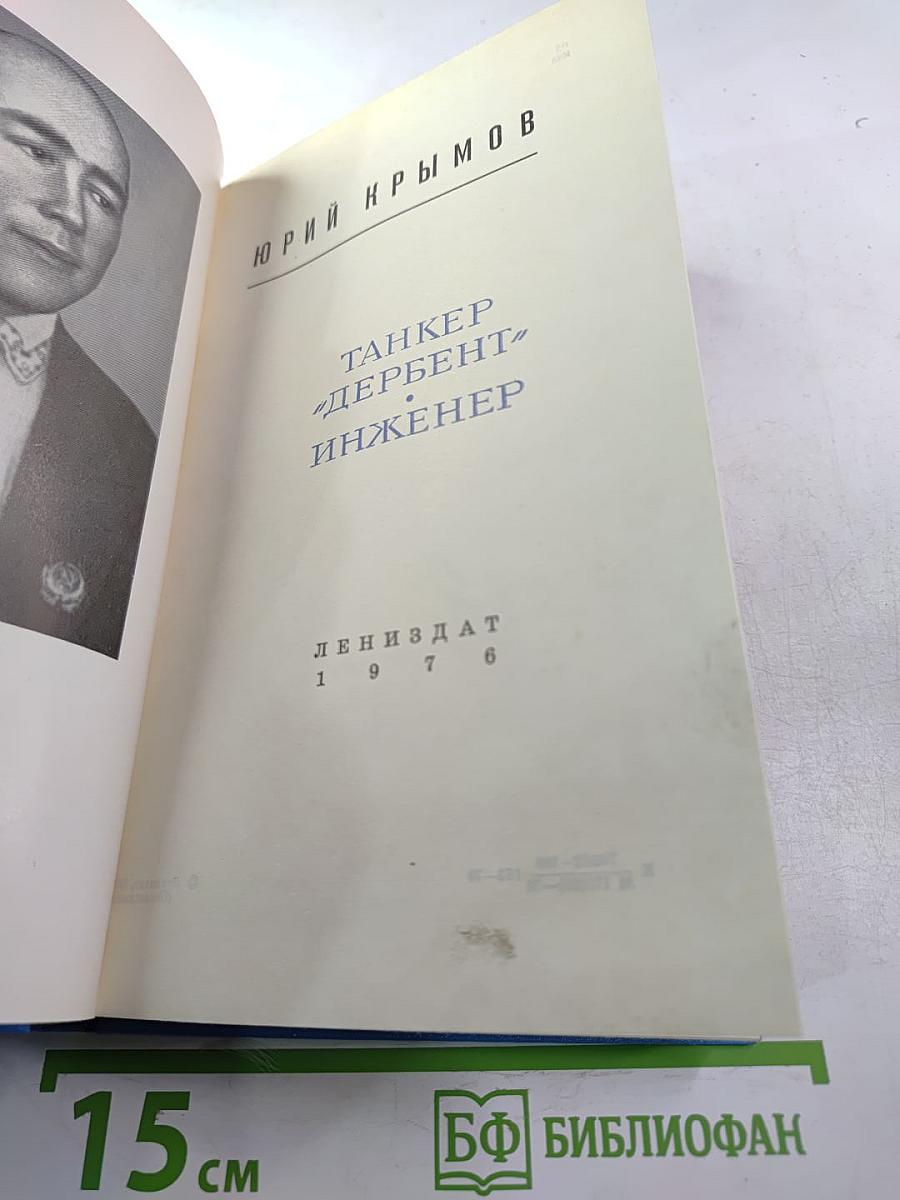 ЮРИЙ КРЫМОВ
ТАНКЕР
"ДЕРБЕНТ"
•
ИНЖЕНЕР
ЛЕНИЗДАТ
1976
15 см
БФ БИБЛИОФАН